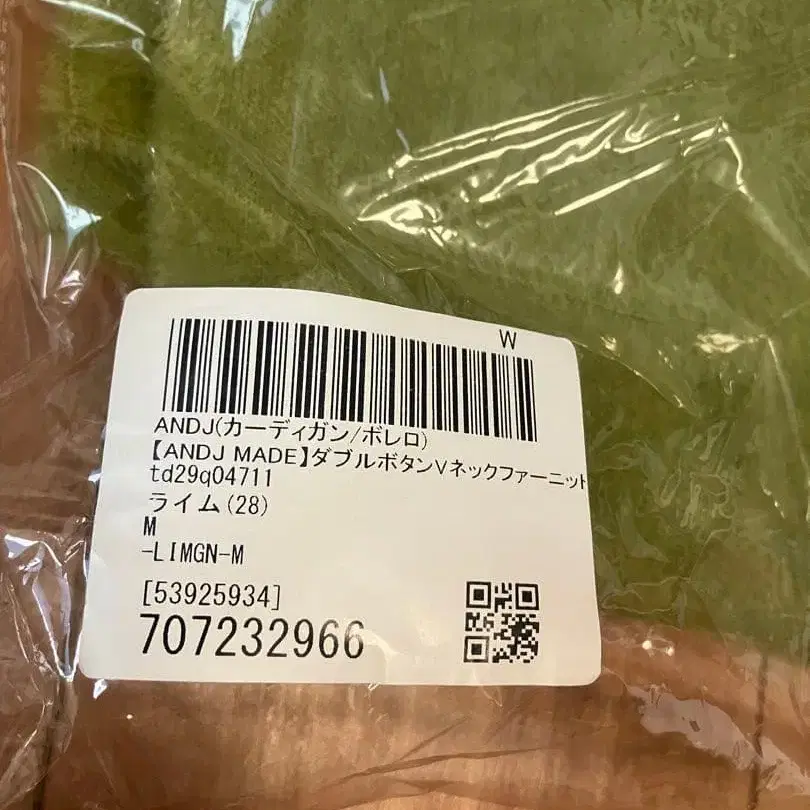 W
ANDJ(カーディガン/ボレロ)
【ANDJ MADE】ダブルボタンVネックファーニット
td29q04711
ライム(28)
M
-LIMGN-M
[53925934]
707232966